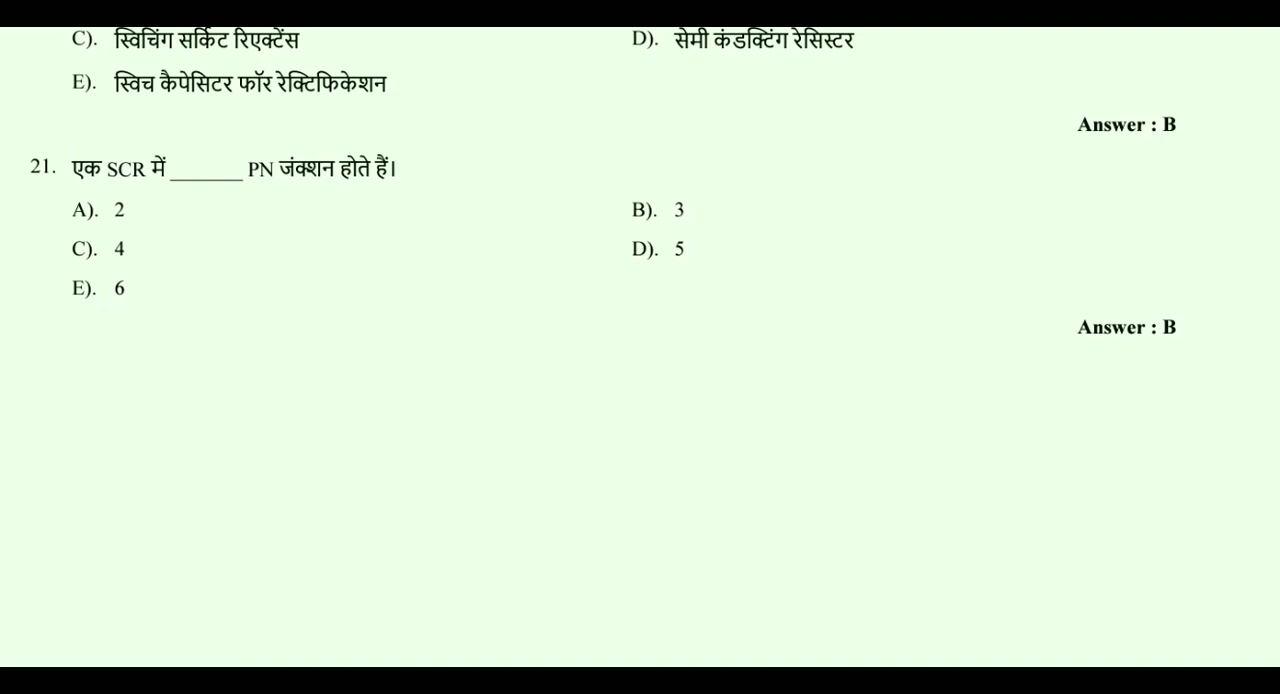 C). स्विचिंग सर्किट रिएक्टेंस D). सेमी कंडक्टिंग रेसिस्टर
E). स्विच कैपेसिटर फॉर रेक्टिफिकेशन
Answer : B
21. एक SCR में _______ PN जंक्शन होते हैं।
A). 2 B). 3
C). 4 D). 5
E). 6
Answer : B